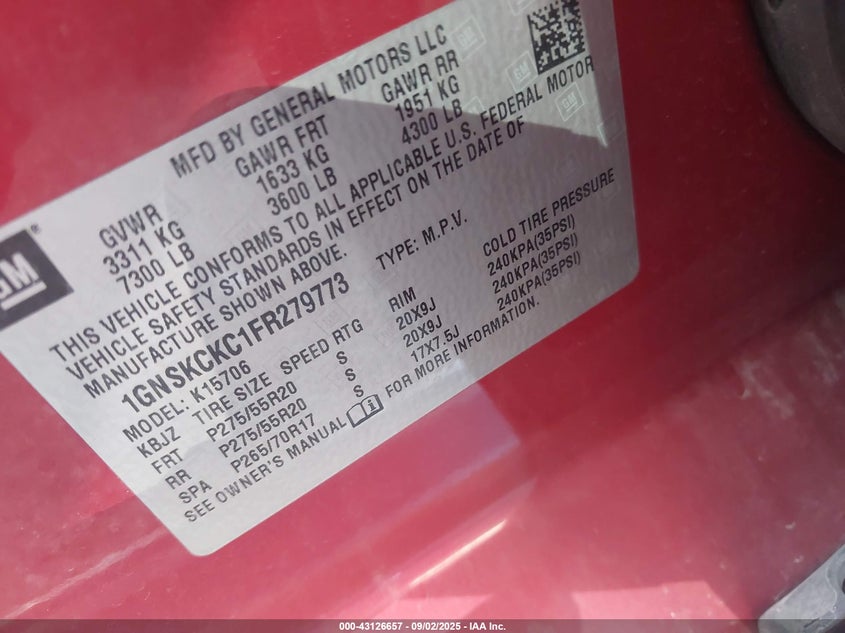 MFD BY GENERAL MOTORS LLC
GVWR GAWR FRT GAWR RR
3311 KG 1633 KG 1951 KG
7300 LB 3600 LB 4300 LB
THIS VEHICLE CONFORMS TO ALL APPLICABLE U.S. FEDERAL MOTOR
VEHICLE SAFETY STANDARDS IN EFFECT ON THE DATE OF
MANUFACTURE SHOWN ABOVE.
1GNSKCKC1FR279773 TYPE: M.P.V.
MODEL: K15706
KBJZ TIRE SIZE SPEED RTG RIM COLD TIRE PRESSURE
FRT P275/55R20 S 20X9J 240KPA(35PSI)
RR P275/55R20 S 20X9J 240KPA(35PSI)
SPA P265/70R17 S 17X7.5J 240KPA(35PSI)
SEE OWNER'S MANUAL FOR MORE INFORMATION.
GM ®
000-43126657 - 09/02/2025 - IAA Inc.